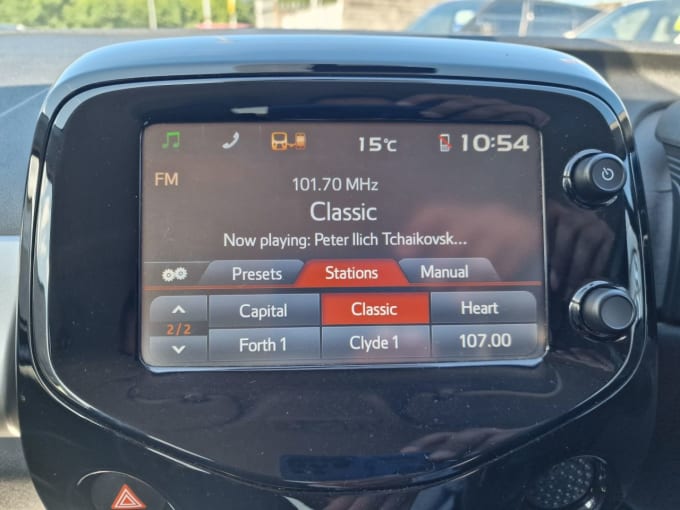 15°C 10:54
FM
101.70 MHz
Classic
Now playing: Peter Ilich Tchaikovsk...
Presets Stations Manual
Capital Classic Heart
2/2
Forth 1 Clyde 1 107.00